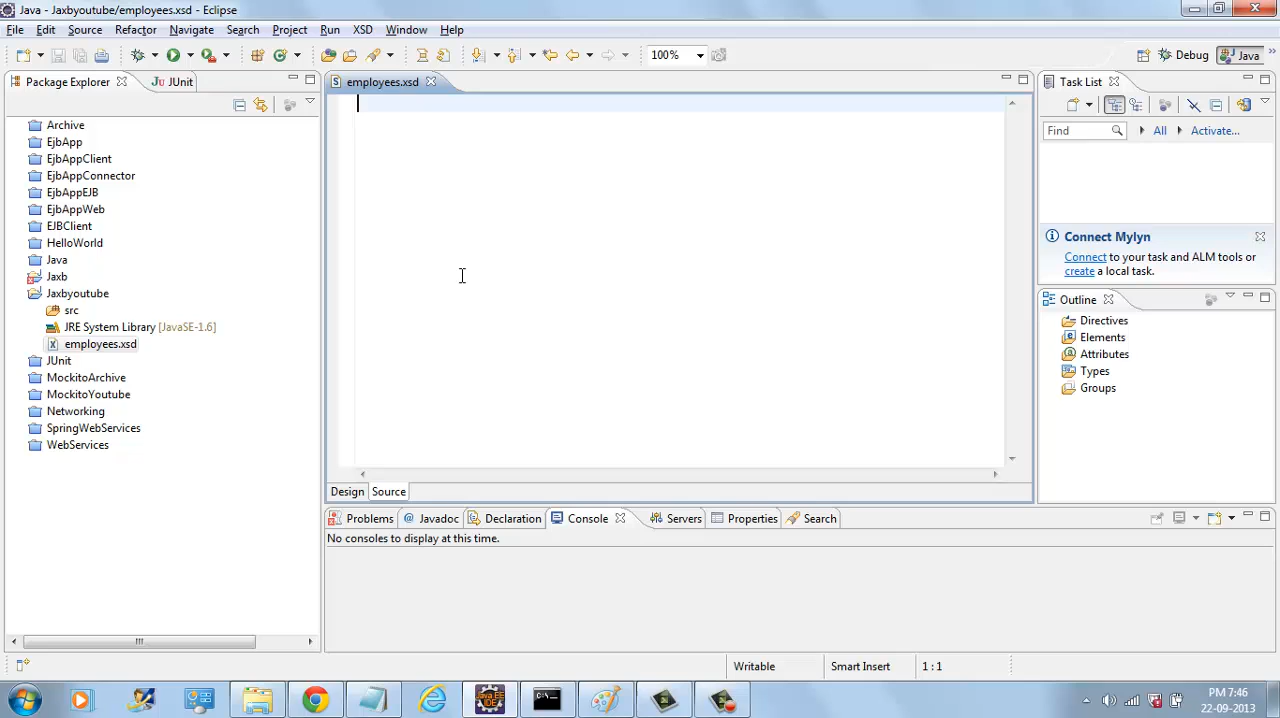 Java - Jaxbyoutube/employees.xsd - Eclipse
File Edit Source Refactor Navigate Search Project Run XSD Window Help
100% Debug Java
Package Explorer JUnit
employees.xsd
Task List
Archive
EjbApp
EjbAppClient
EjbAppConnector
EjbAppEJB
EjbAppWeb
EJBClient
HelloWorld
Java
Jaxb
Jaxbyoutube
src
JRE System Library [JavaSE-1.6]
employees.xsd
JUnit
MockitoArchive
MockitoYoutube
Networking
SpringWebServices
WebServices
Find All Activate...
Connect Mylyn
Connect to your task and ALM tools or
create a local task.
Outline
Directives
Elements
Attributes
Types
Groups
Design Source
Problems Javadoc Declaration Console Servers Properties Search
No consoles to display at this time.
Writable Smart Insert 1 : 1
PM 7:46
22-09-2013